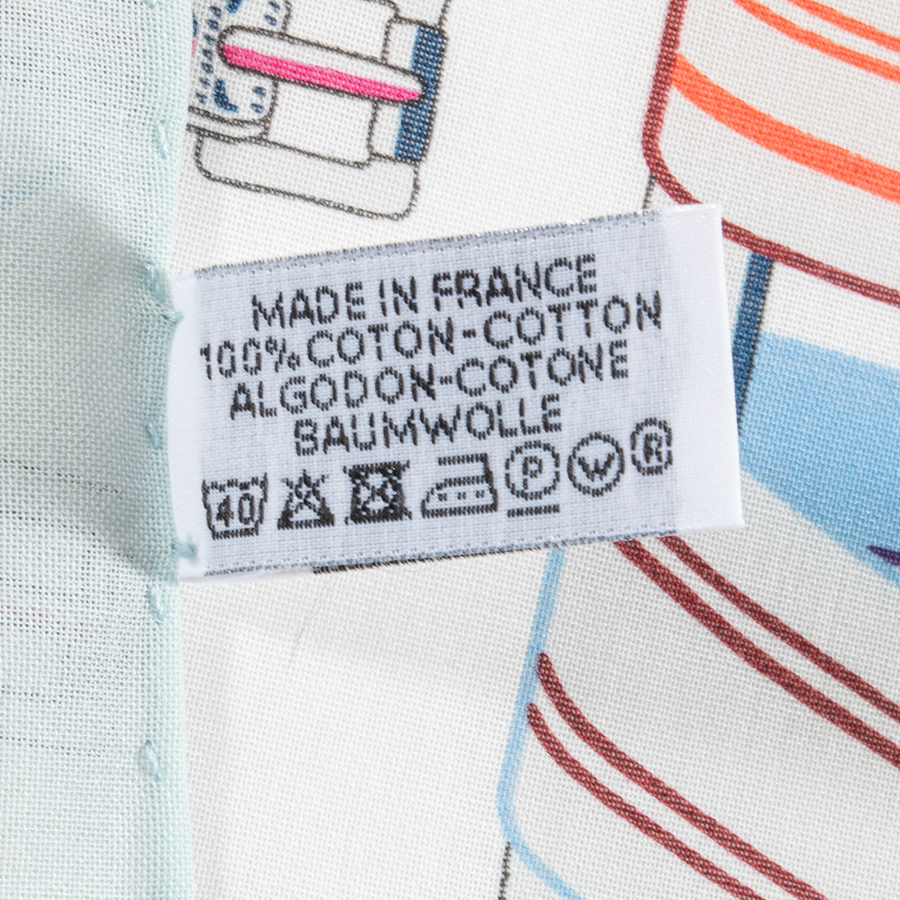 MADE IN FRANCE
100% COTON-COTTON
ALGODON-COTONE
BAUMWOLLE
40 P W R